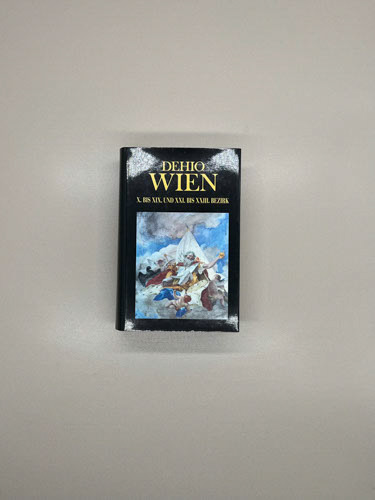 DEHIO
WIEN
X. BIS XIX. UND XXI. BIS XXIII. BEZIRK